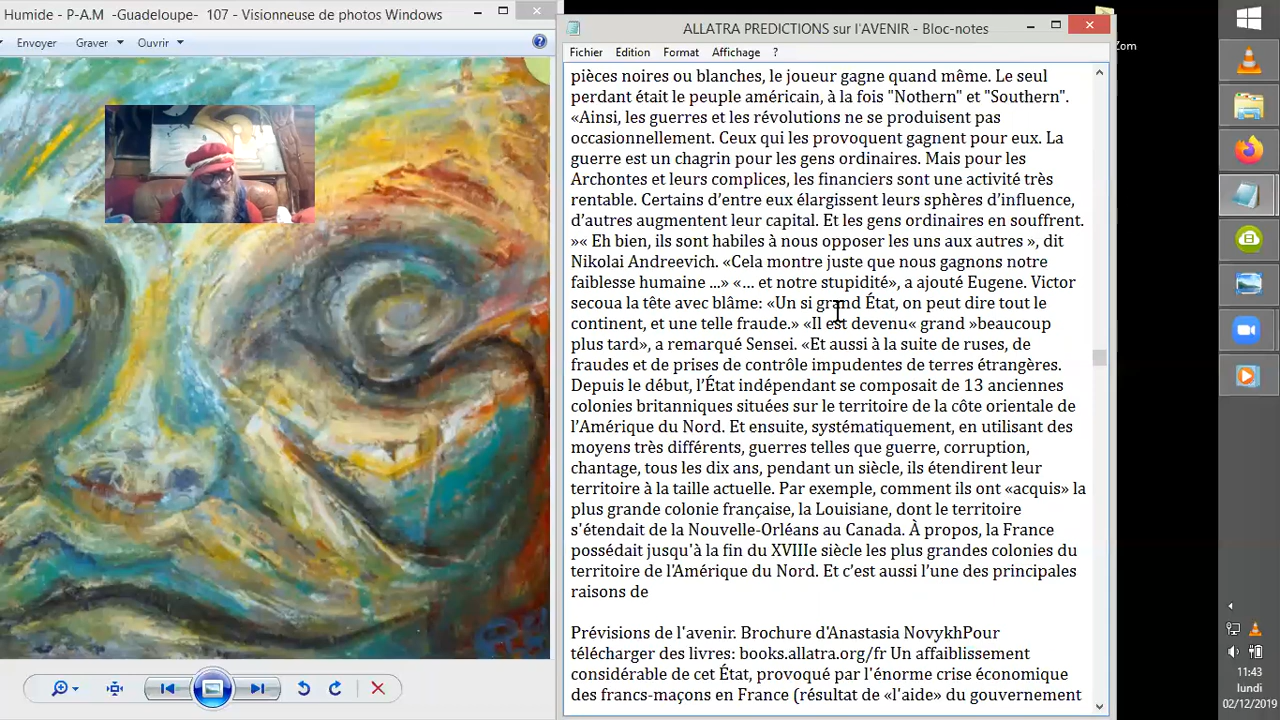 Humide - P-A-M -Guadeloupe- 107 - Visionneuse de photos Windows
Envoyer Graver Ouvrir
ALLATRA PREDICTIONS sur l'AVENIR - Bloc-notes
Fichier Edition Format Affichage ?
pièces noires ou blanches, le joueur gagne quand même. Le seul
perdant était le peuple américain, à la fois "Nothern" et "Southern".
«Ainsi, les guerres et les révolutions ne se produisent pas
occasionnellement. Ceux qui les provoquent gagnent pour eux. La
guerre est un chagrin pour les gens ordinaires. Mais pour les
Archontes et leurs complices, les financiers sont une activité très
rentable. Certains d’entre eux élargissent leurs sphères d’influence,
d’autres augmentent leur capital. Et les gens ordinaires en souffrent.
»« Eh bien, ils sont habiles à nous opposer les uns aux autres », dit
Nikolai Andreevich. «Cela montre juste que nous gagnons notre
faiblesse humaine ...» «... et notre stupidité», a ajouté Eugene. Victor
secoua la tête avec blâme: «Un si grand État, on peut dire tout le
continent, et une telle fraude.» «Il est devenu« grand »beaucoup
plus tard», a remarqué Sensei. «Et aussi à la suite de ruses, de
fraudes et de prises de contrôle impudentes de terres étrangères.
Depuis le début, l’État indépendant se composait de 13 anciennes
colonies britanniques situées sur le territoire de la côte orientale de
l’Amérique du Nord. Et ensuite, systématiquement, en utilisant des
moyens très différents, guerres telles que guerre, corruption,
chantage, tous les dix ans, pendant un siècle, ils étendirent leur
territoire à la taille actuelle. Par exemple, comment ils ont «acquis» la
plus grande colonie française, la Louisiane, dont le territoire
s'étendait de la Nouvelle-Orléans au Canada. À propos, la France
possédait jusqu'à la fin du XVIIIe siècle les plus grandes colonies du
territoire de l'Amérique du Nord. Et c’est aussi l’une des principales
raisons de
Prévisions de l'avenir. Brochure d'Anastasia NovykhPour
télécharger des livres: books.allatra.org/fr Un affaiblissement
considérable de cet État, provoqué par l'énorme crise économique
des francs-maçons en France (résultat de «l'aide» du gouvernement
om
11:43
lundi
02/12/2019